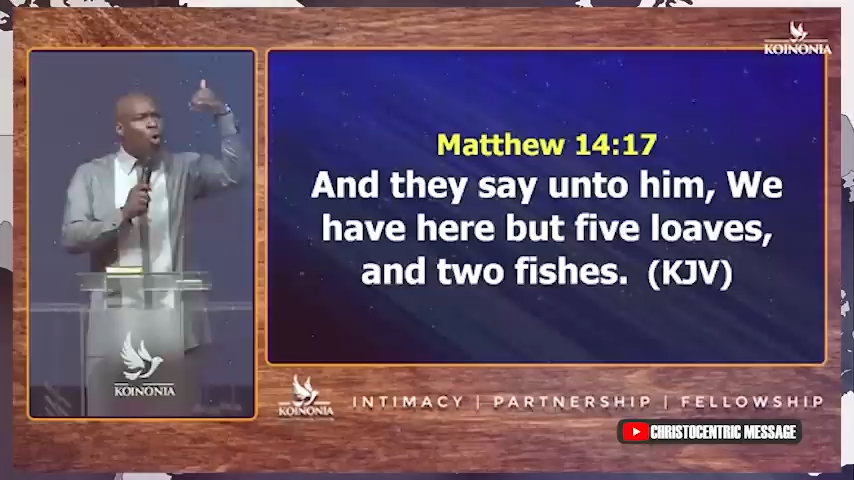 KOINONIA
Matthew 14:17
And they say unto him, We
have here but five loaves,
and two fishes. (KJV)
KOINONIA
KOINONIA
INTIMACY | PARTNERSHIP | FELLOWSHIP
CHRISTOCENTRIC MESSAGE